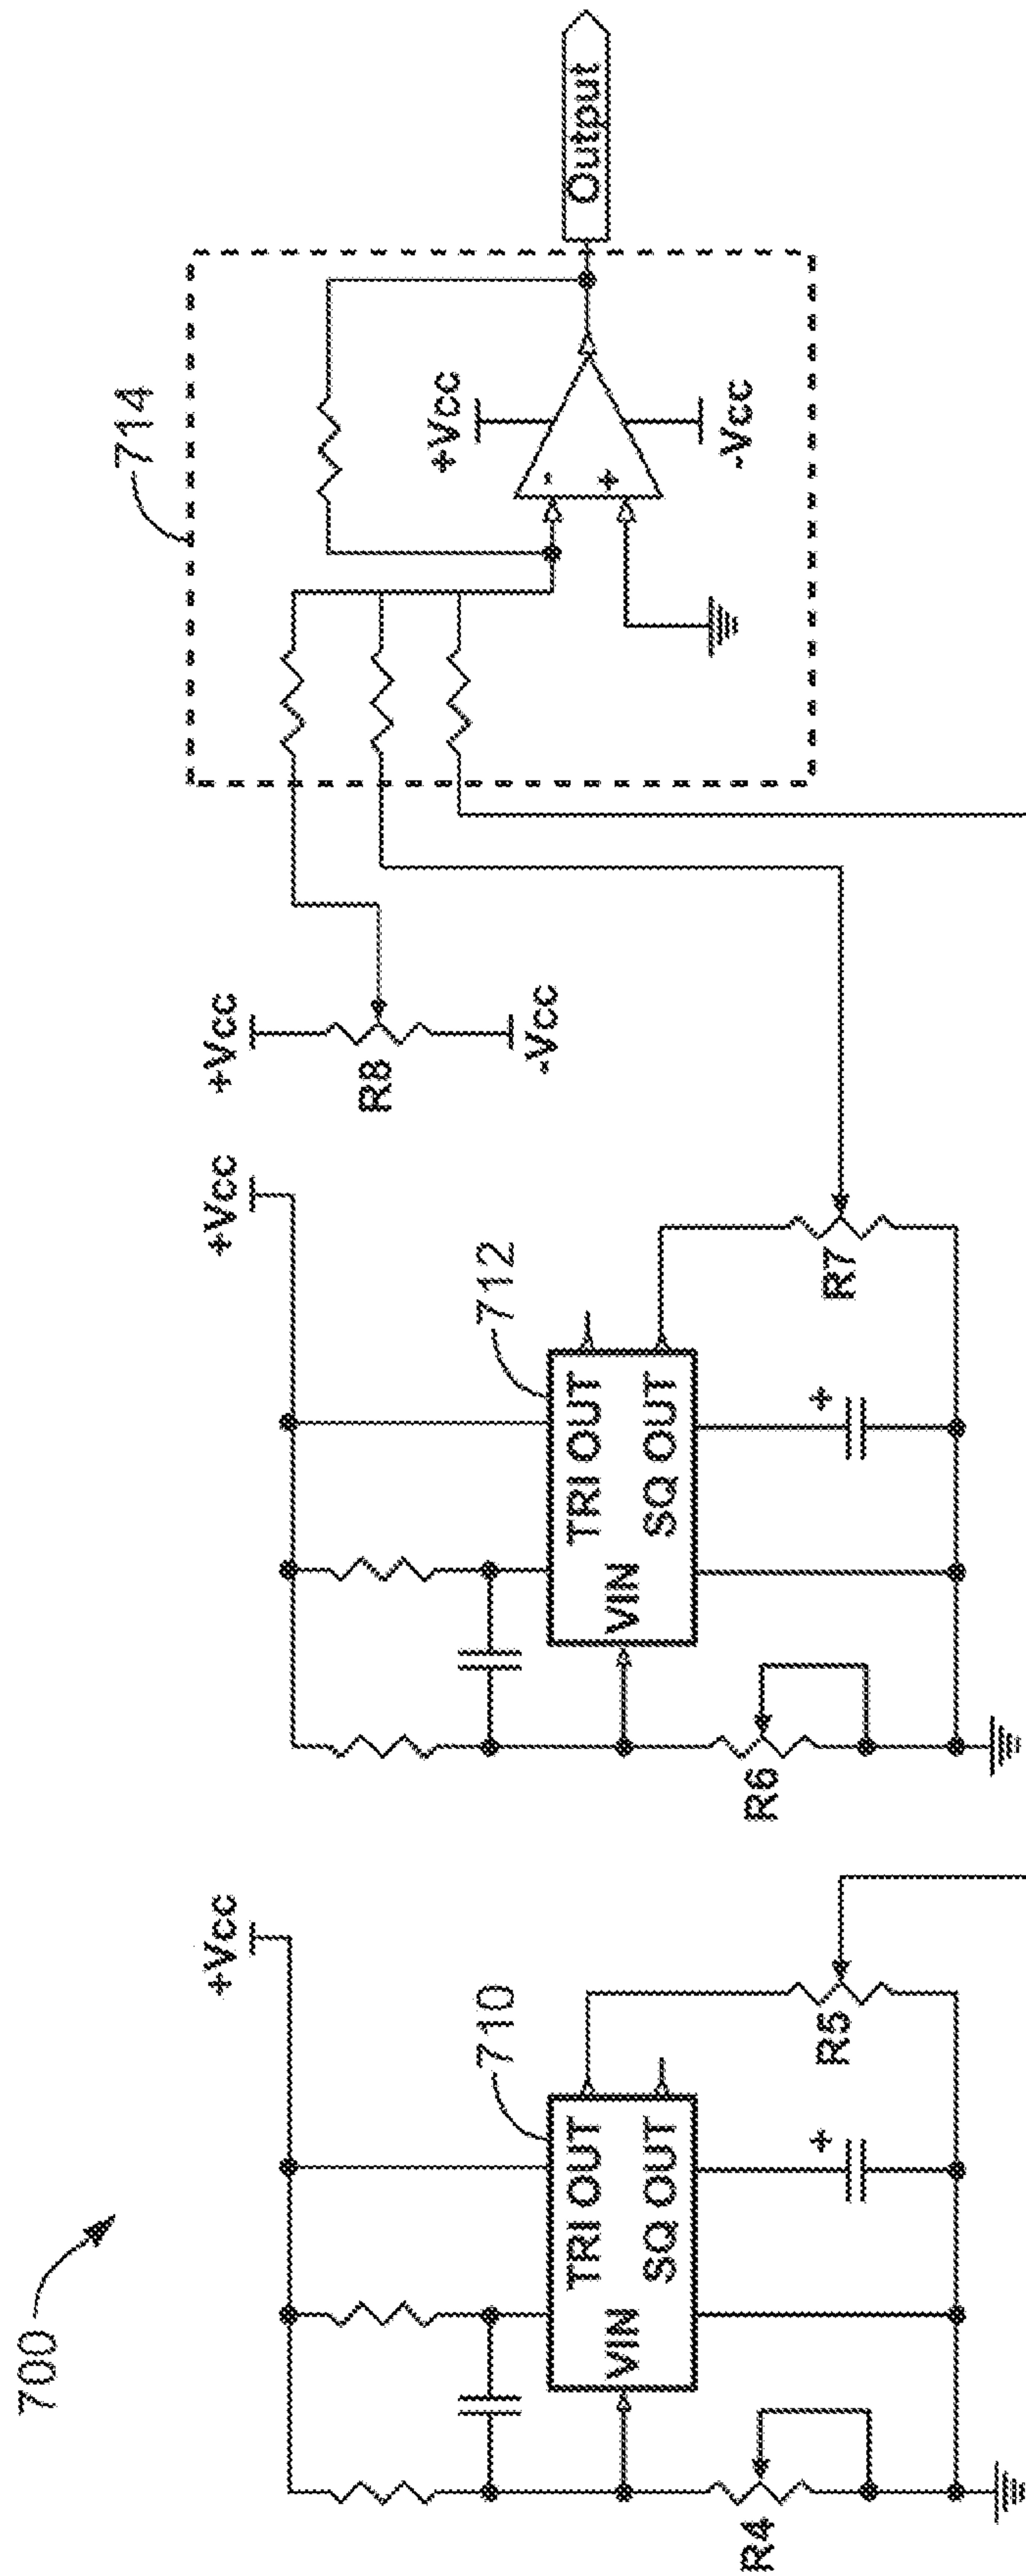 700
+Vcc
710
VIN
TRI OUT
SQ OUT
R4
R5
+Vcc
712
VIN
TRI OUT
SQ OUT
R6
R7
+Vcc
R8
-Vcc
714
+Vcc
-
+
-Vcc
Output
+
+